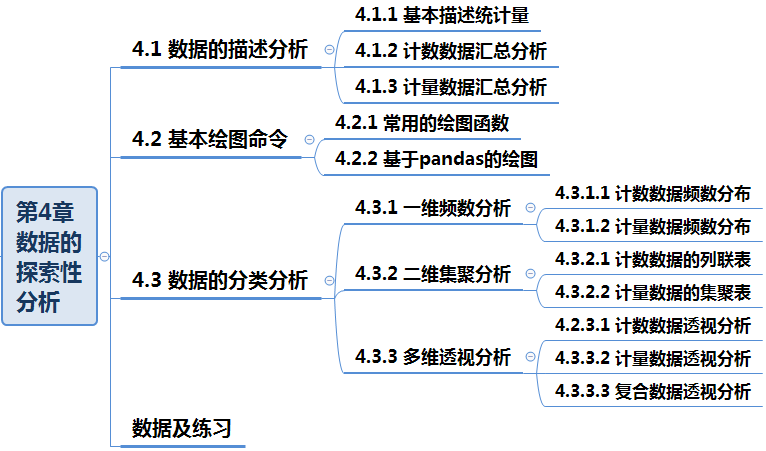 第4章
数据的
探索性
分析
4.1 数据的描述分析
4.1.1 基本描述统计量
4.1.2 计数数据汇总分析
4.1.3 计量数据汇总分析
4.2 基本绘图命令
4.2.1 常用的绘图函数
4.2.2 基于pandas的绘图
4.3 数据的分类分析
4.3.1 一维频数分析
4.3.1.1 计数数据频数分布
4.3.1.2 计量数据频数分布
4.3.2 二维集聚分析
4.3.2.1 计数数据的列联表
4.3.2.2 计量数据的集聚表
4.3.3 多维透视分析
4.2.3.1 计数数据透视分析
4.3.3.2 计量数据透视分析
4.3.3.3 复合数据透视分析
数据及练习